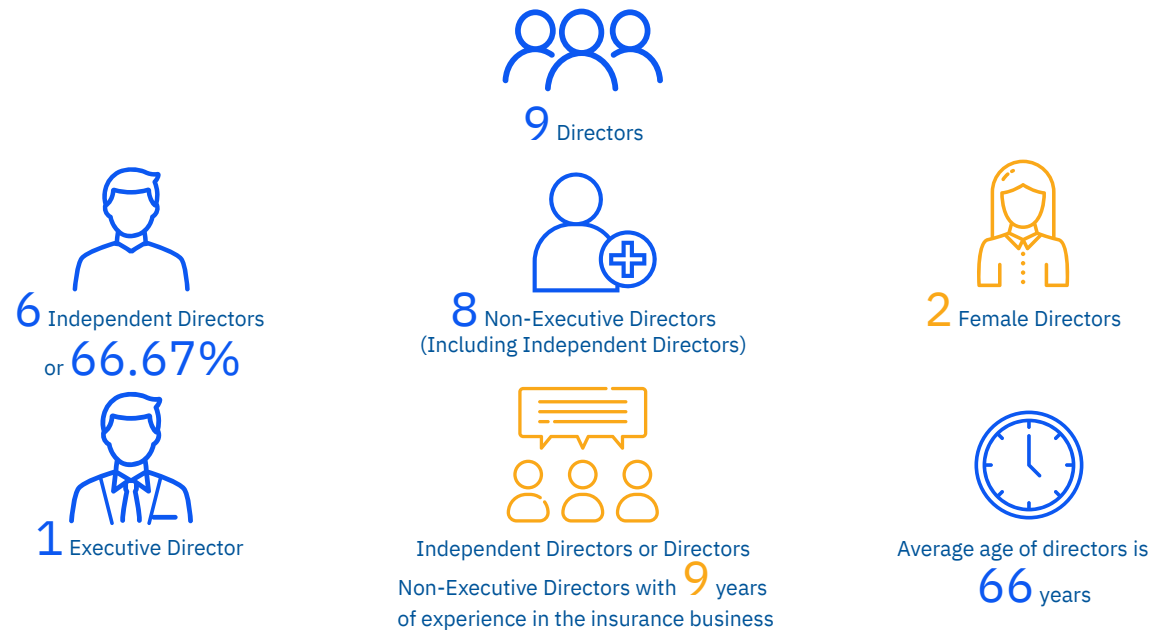 9 Directors
6 Independent Directors
or 66.67%
8 Non-Executive Directors
(Including Independent Directors)
2 Female Directors
1 Executive Director
Independent Directors or Directors
Non-Executive Directors with 9 years
of experience in the insurance business
Average age of directors is
66 years